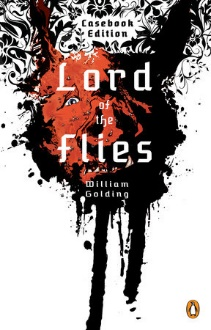 Casebook
Edition
Lord
of
the
flies
William
Golding